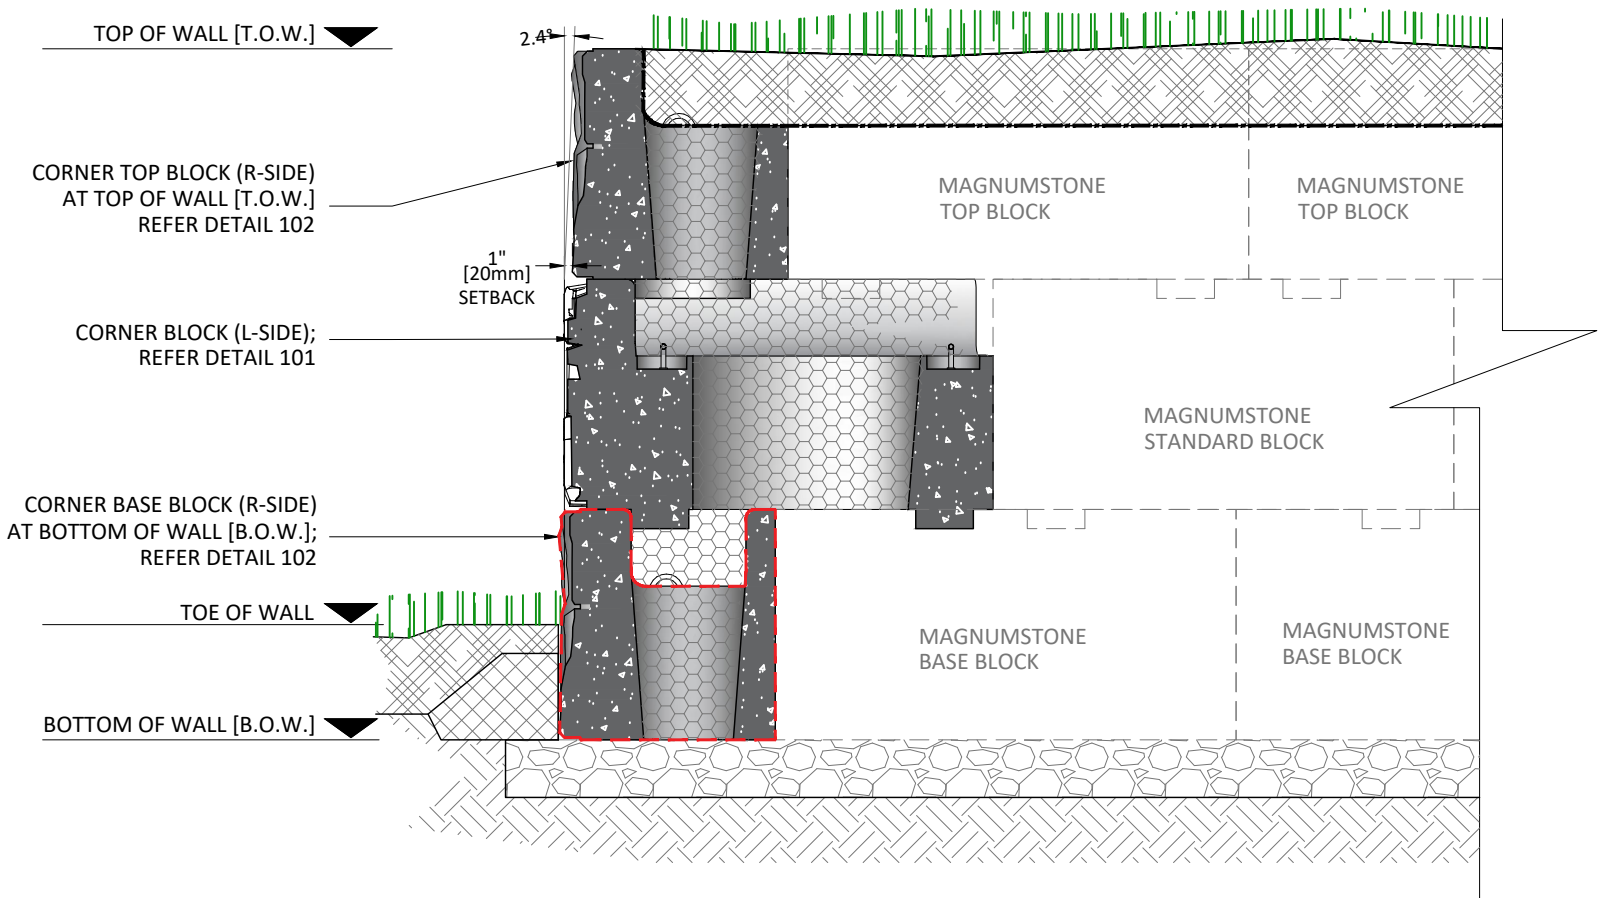 TOP OF WALL [T.O.W.]
2.4°
CORNER TOP BLOCK (R-SIDE)
AT TOP OF WALL [T.O.W.]
REFER DETAIL 102
MAGNUMSTONE
TOP BLOCK
MAGNUMSTONE
TOP BLOCK
1"
[20mm]
SETBACK
CORNER BLOCK (L-SIDE);
REFER DETAIL 101
MAGNUMSTONE
STANDARD BLOCK
CORNER BASE BLOCK (R-SIDE)
AT BOTTOM OF WALL [B.O.W.];
REFER DETAIL 102
TOE OF WALL
MAGNUMSTONE
BASE BLOCK
MAGNUMSTONE
BASE BLOCK
BOTTOM OF WALL [B.O.W.]